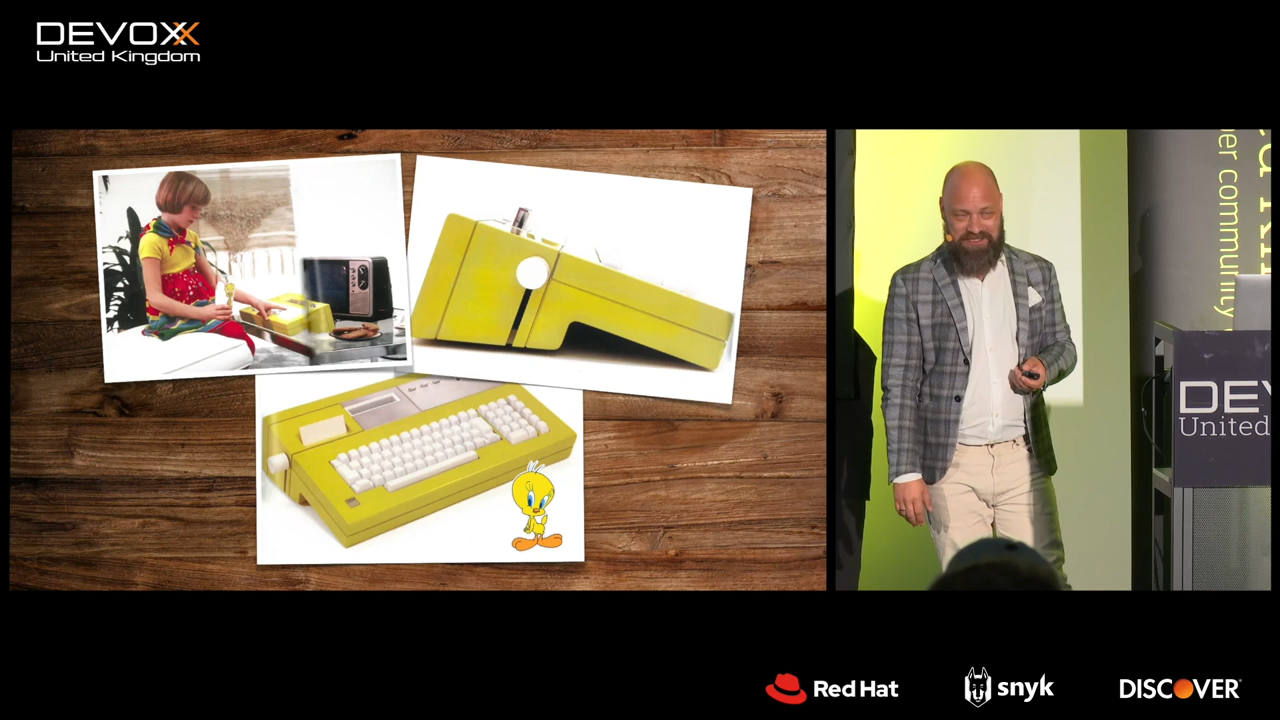 DEVOXX
United Kingdom
er community
DEV
United
Red Hat
snyk
DISCOVER